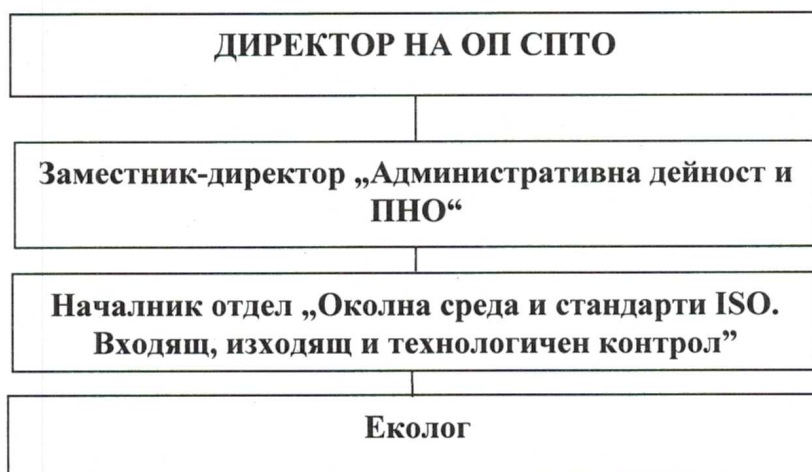 ДИРЕКТОР НА ОП СПТО
Заместник-директор „Административна дейност и
ПНО“
Началник отдел „Околна среда и стандарти ISO.
Входящ, изходящ и технологичен контрол”
Еколог